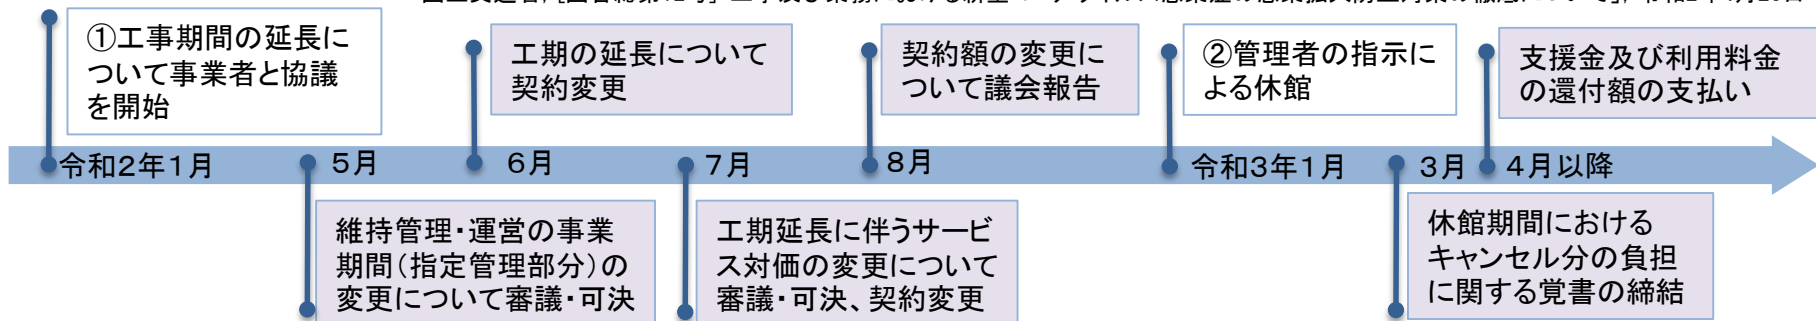 ①工事期間の延長に
ついて事業者と協議
を開始
工期の延長について
契約変更
契約額の変更に
ついて議会報告
②管理者の指示に
よる休館
支援金及び利用料金
の還付額の支払い
令和2年1月
5月
6月
7月
8月
令和3年1月
3月
4月以降
維持管理・運営の事業
期間(指定管理部分)の
変更について審議・可決
工期延長に伴うサービ
ス対価の変更について
審議・可決、契約変更
休館期間における
キャンセル分の負担
に関する覚書の締結